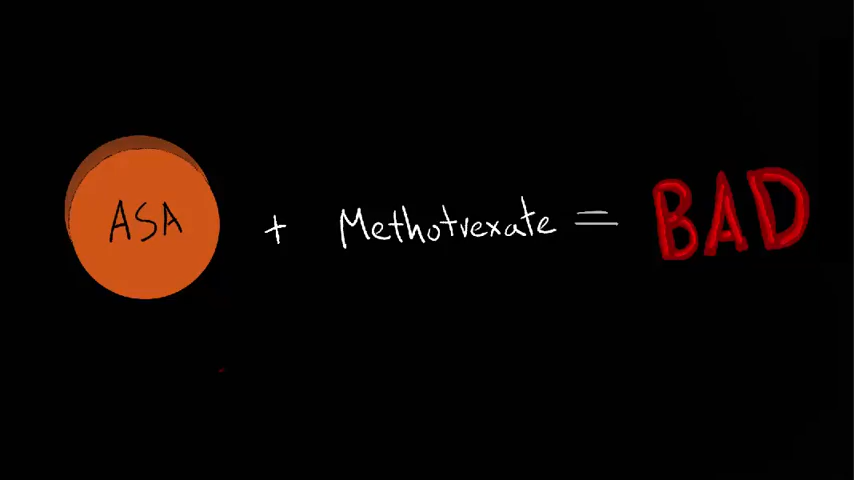 ASA + Methotrexate = BAD